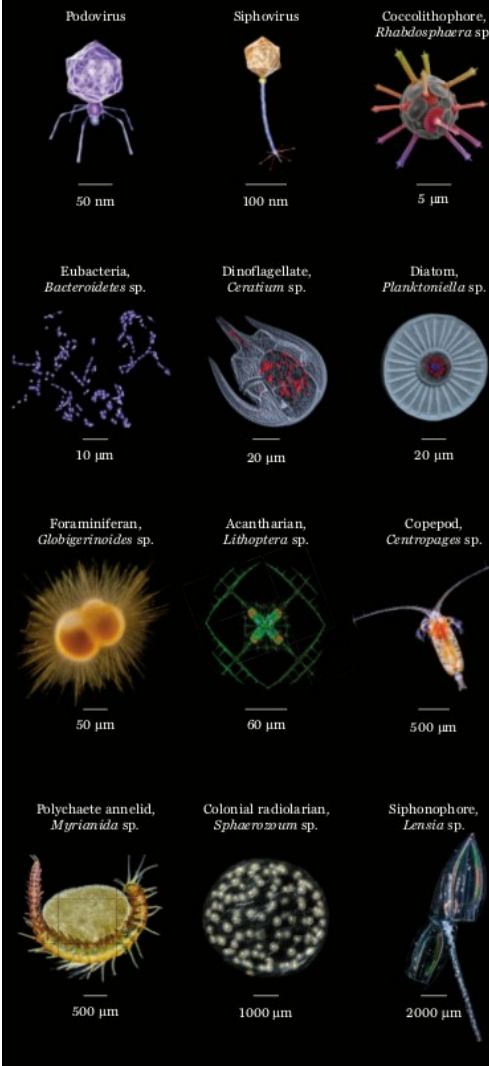 Podovirus
50 nm
Siphovirus
100 nm
Coccolithophore,
Rhabdosphaera sp
5 μm
Eubacteria,
Bacteroidetes sp.
10 μm
Dinoflagellate,
Ceratium sp.
20 μm
Diatom,
Planktoniella sp.
20 μm
Foraminiferan,
Globigerinoides sp.
50 μm
Acantharian,
Lithoptera sp.
60 μm
Copepod,
Centropages sp.
500 μm
Polychaete annelid,
Myrianida sp.
500 μm
Colonial radiolarian,
Sphaerozoum sp.
1000 μm
Siphonophore,
Lensia sp.
2000 μm